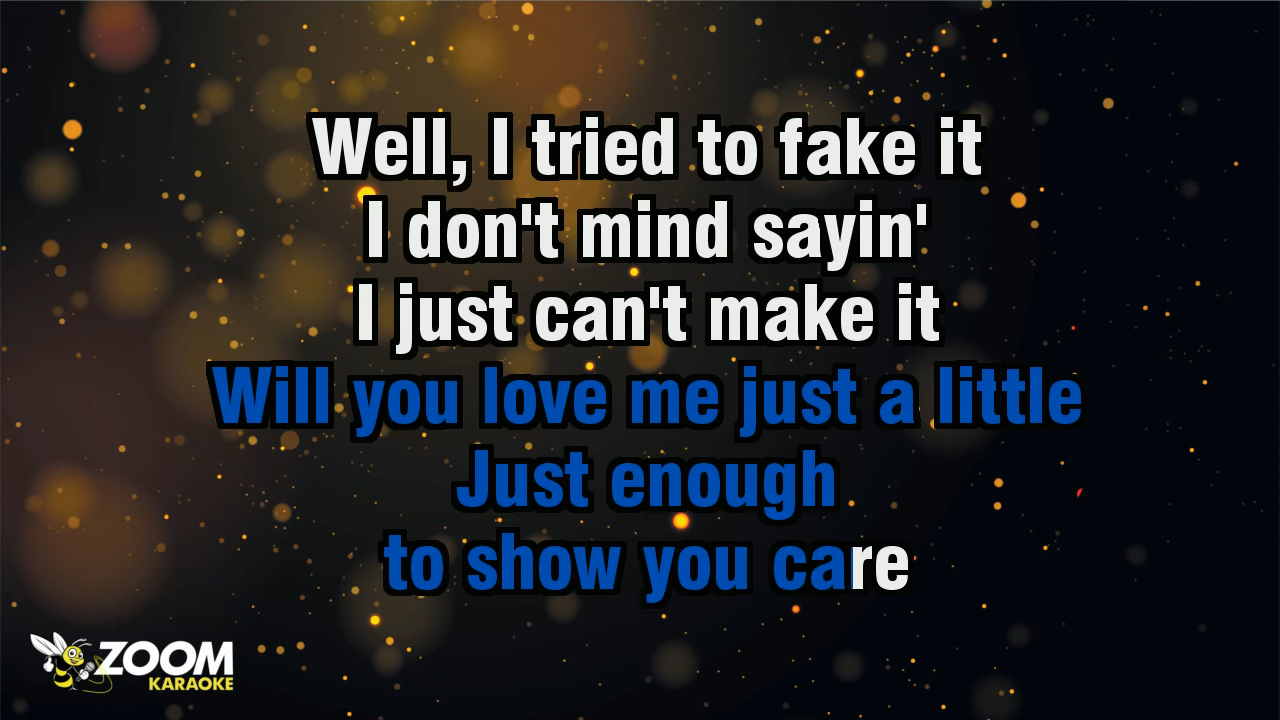 Well, I tried to fake it
I don't mind sayin'
I just can't make it
Will you love me just a little
Just enough
to show you care
ZOOM
KARAOKE